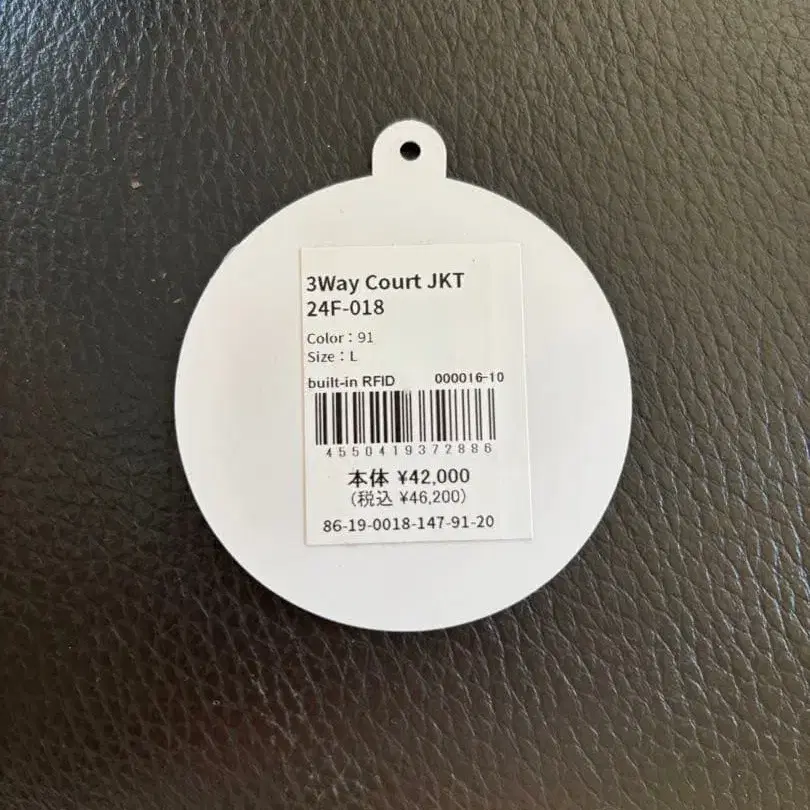 3Way Court JKT
24F-018
Color：91
Size：L
built-in RFID 000016-10
4550419372886
本体 ¥42,000
(税込 ¥46,200)
86-19-0018-147-91-20